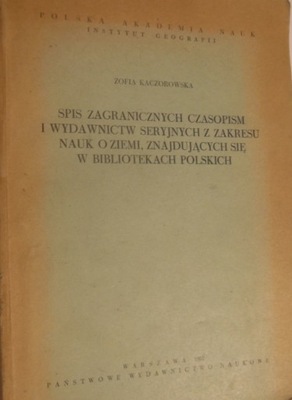 POLSKA AKADEMIA NAUK
INSTYTUT GEOGRAFII
ZOFIA KACZOROWSKA
SPIS ZAGRANICZNYCH CZASOPISM
I WYDAWNICTW SERYJNYCH Z ZAKRESU
NAUK O ZIEMI, ZNAJDUJĄCYCH SIĘ
W BIBLIOTEKACH POLSKICH
WARSZAWA
PAŃSTWOWE WYDAWNICTWO NAUKOWE